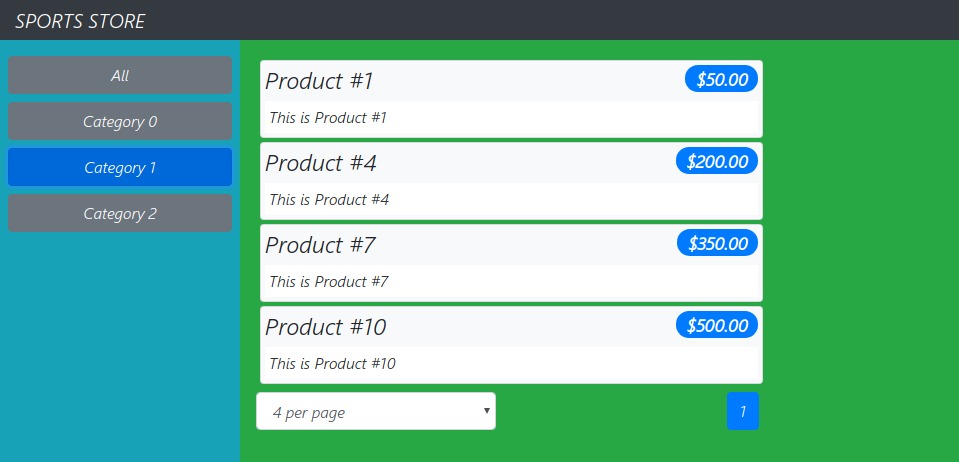 SPORTS STORE
All
Category 0
Category 1
Category 2
Product #1 $50.00
This is Product #1
Product #4 $200.00
This is Product #4
Product #7 $350.00
This is Product #7
Product #10 $500.00
This is Product #10
4 per page 1